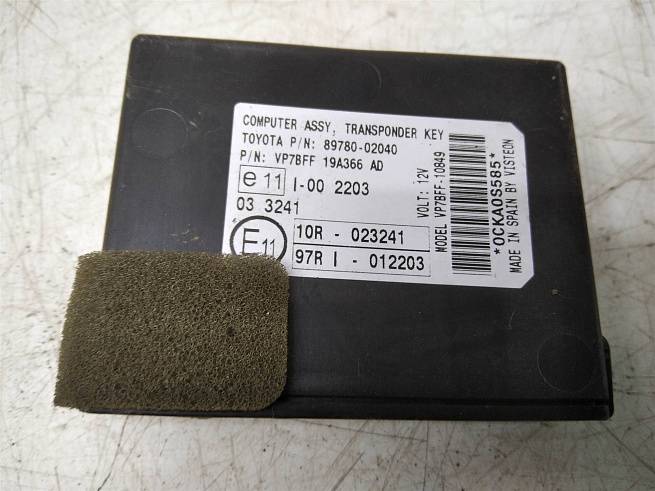 COMPUTER ASSY, TRANSPONDER KEY
TOYOTA P/N: 89780-02040
P/N: VP7BFF 19A366 AD
e 11 I-00 2203
03 3241
E 11
10R - 023241
97R I - 012203
VOLT: 12V
MODEL VP7BFF-10849
*0CKA0S585*
MADE IN SPAIN BY VISTEON